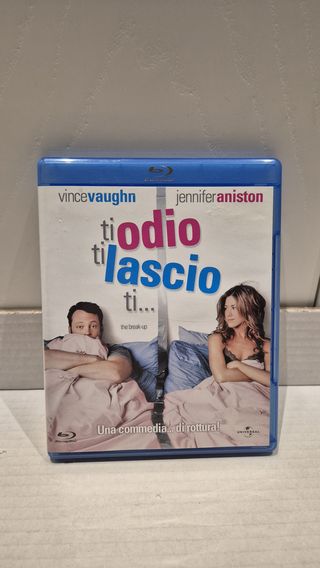 vincevaughn jenniferaniston
ti odio
ti lascio
ti...
the break-up
Una commedia... di rottura!
UNIVERSAL